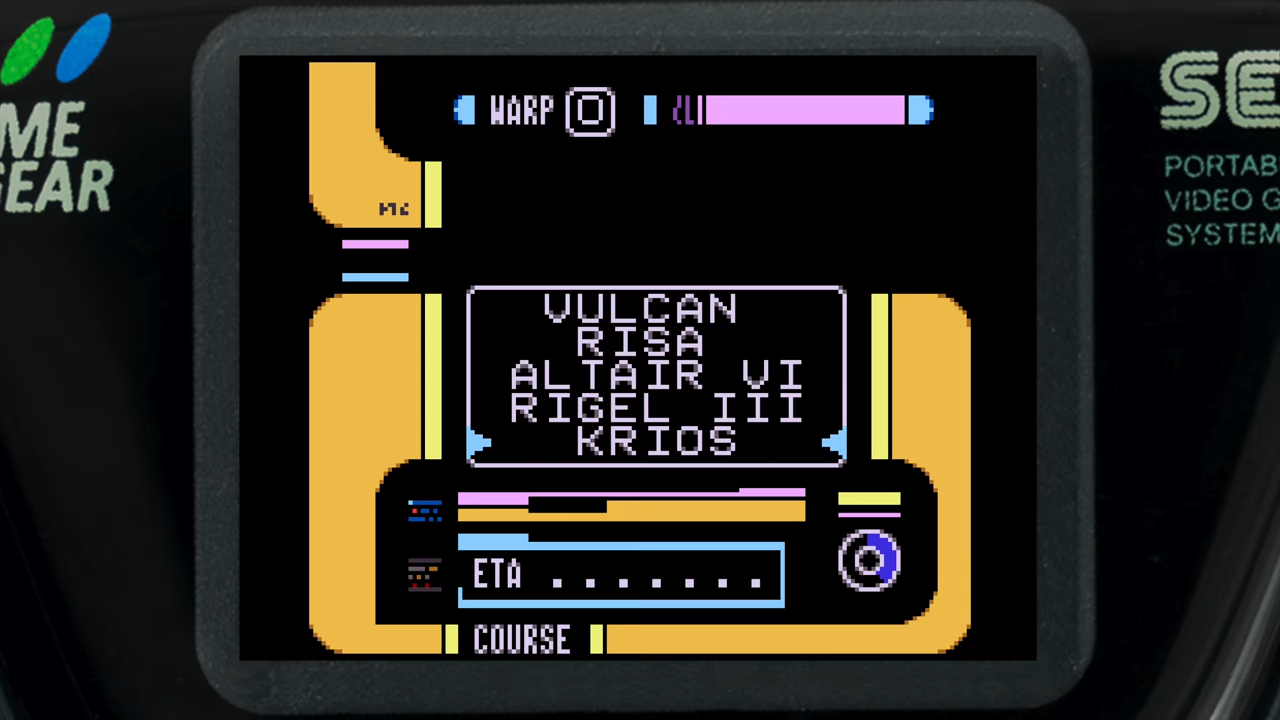 ME
GEAR
SE
PORTAB
VIDEO G
SYSTEM
WARP
VULCAN
RISA
ALTAIR VI
RIGEL III
KRIOS
ETA .......
COURSE